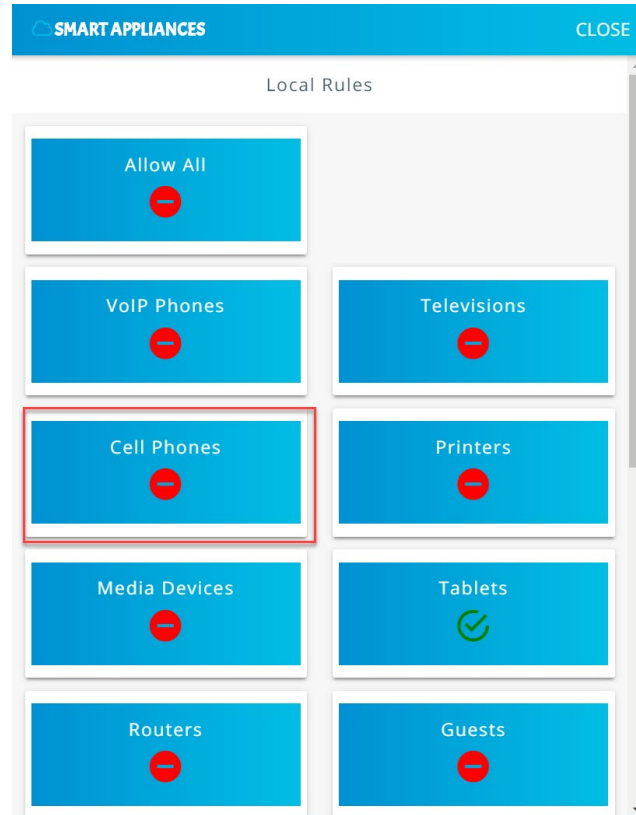 SMART APPLIANCES
CLOSE
Local Rules
Allow All
VoIP Phones
Televisions
Cell Phones
Printers
Media Devices
Tablets
Routers
Guests